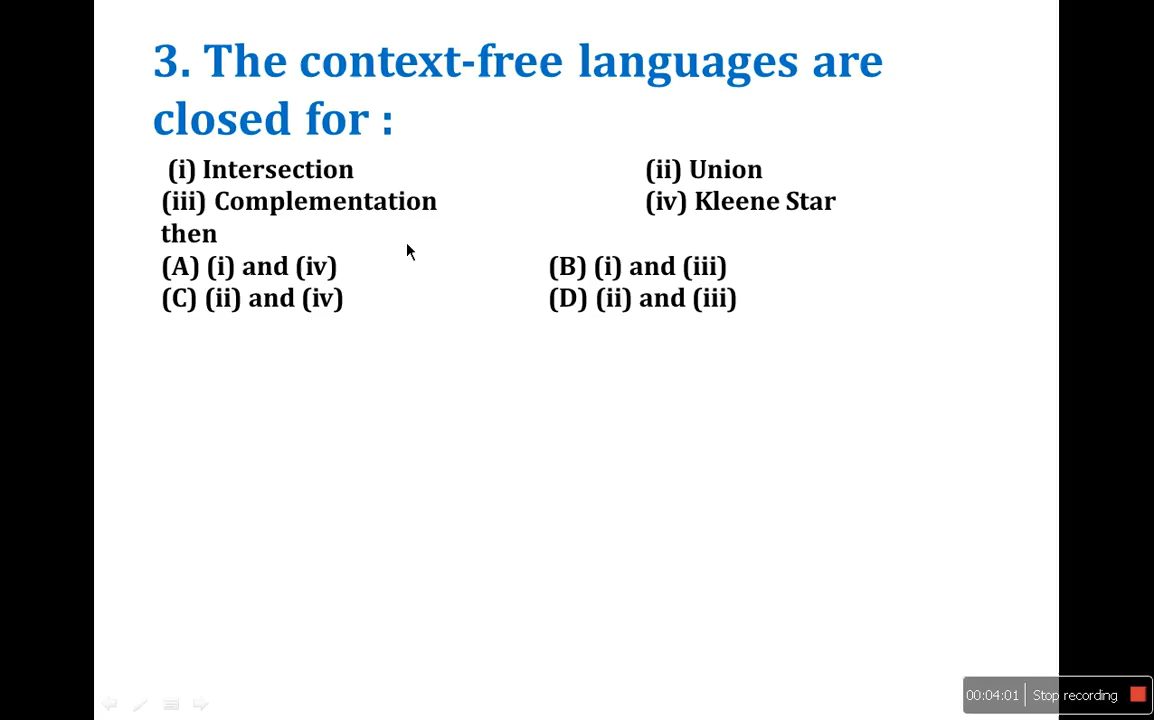 3. The context-free languages are
closed for :
(i) Intersection (ii) Union
(iii) Complementation (iv) Kleene Star
then
(A) (i) and (iv) (B) (i) and (iii)
(C) (ii) and (iv) (D) (ii) and (iii)
00:04:01 Stop recording